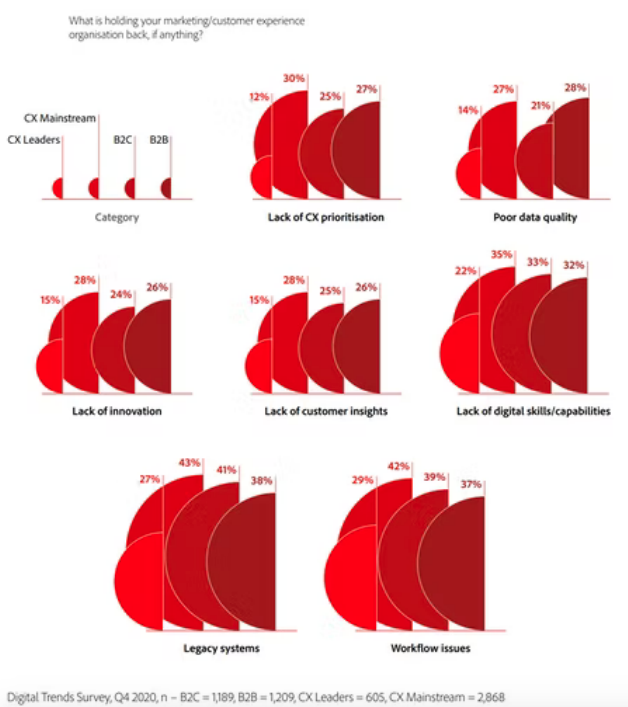 What is holding your marketing/customer experience
organisation back, if anything?
CX Mainstream
CX Leaders
B2C
B2B
Category
12%
30%
25%
27%
Lack of CX prioritisation
14%
27%
21%
28%
Poor data quality
15%
28%
24%
26%
Lack of innovation
15%
28%
25%
26%
Lack of customer insights
22%
35%
33%
32%
Lack of digital skills/capabilities
27%
43%
41%
38%
Legacy systems
29%
42%
39%
37%
Workflow issues
Digital Trends Survey, Q4 2020, n – B2C = 1,189, B2B = 1,209, CX Leaders = 605, CX Mainstream = 2,868